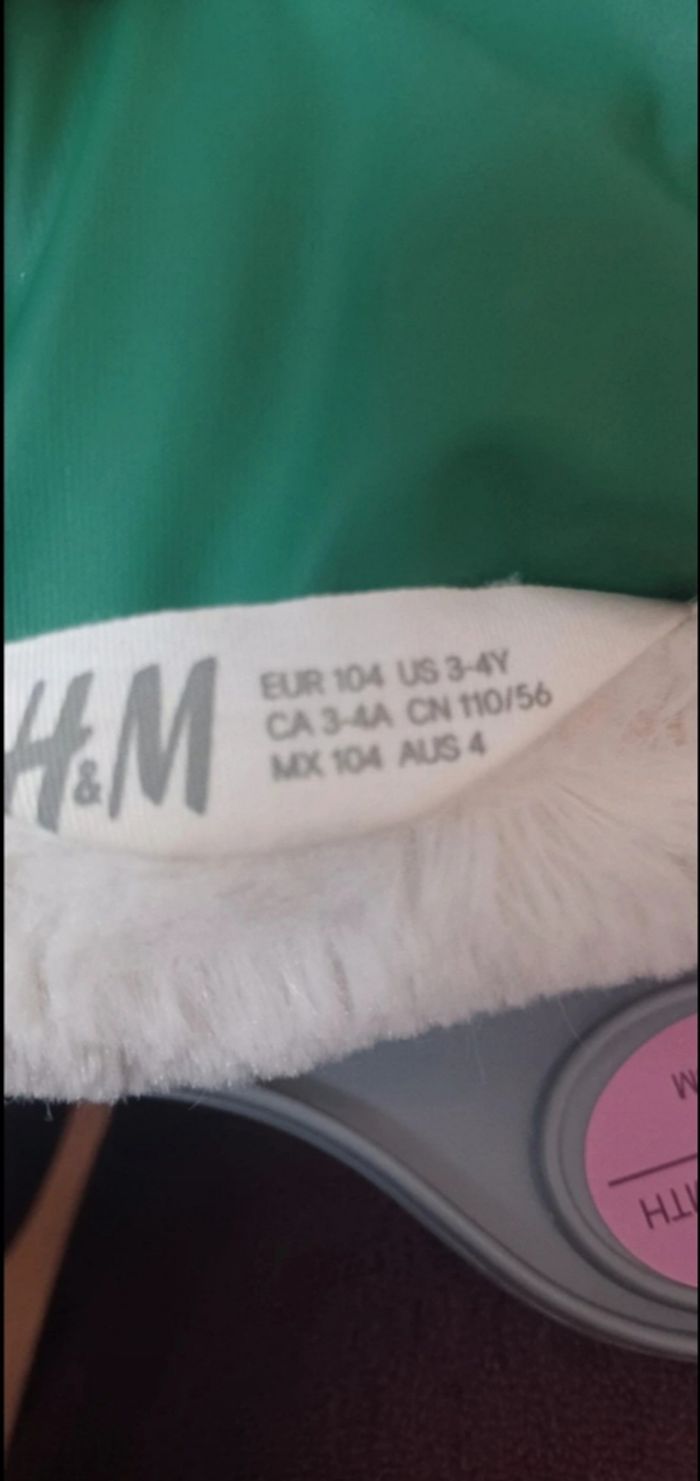 H&M
EUR 104 US 3-4Y
CA 3-4A CN 110/56
MX 104 AUS 4